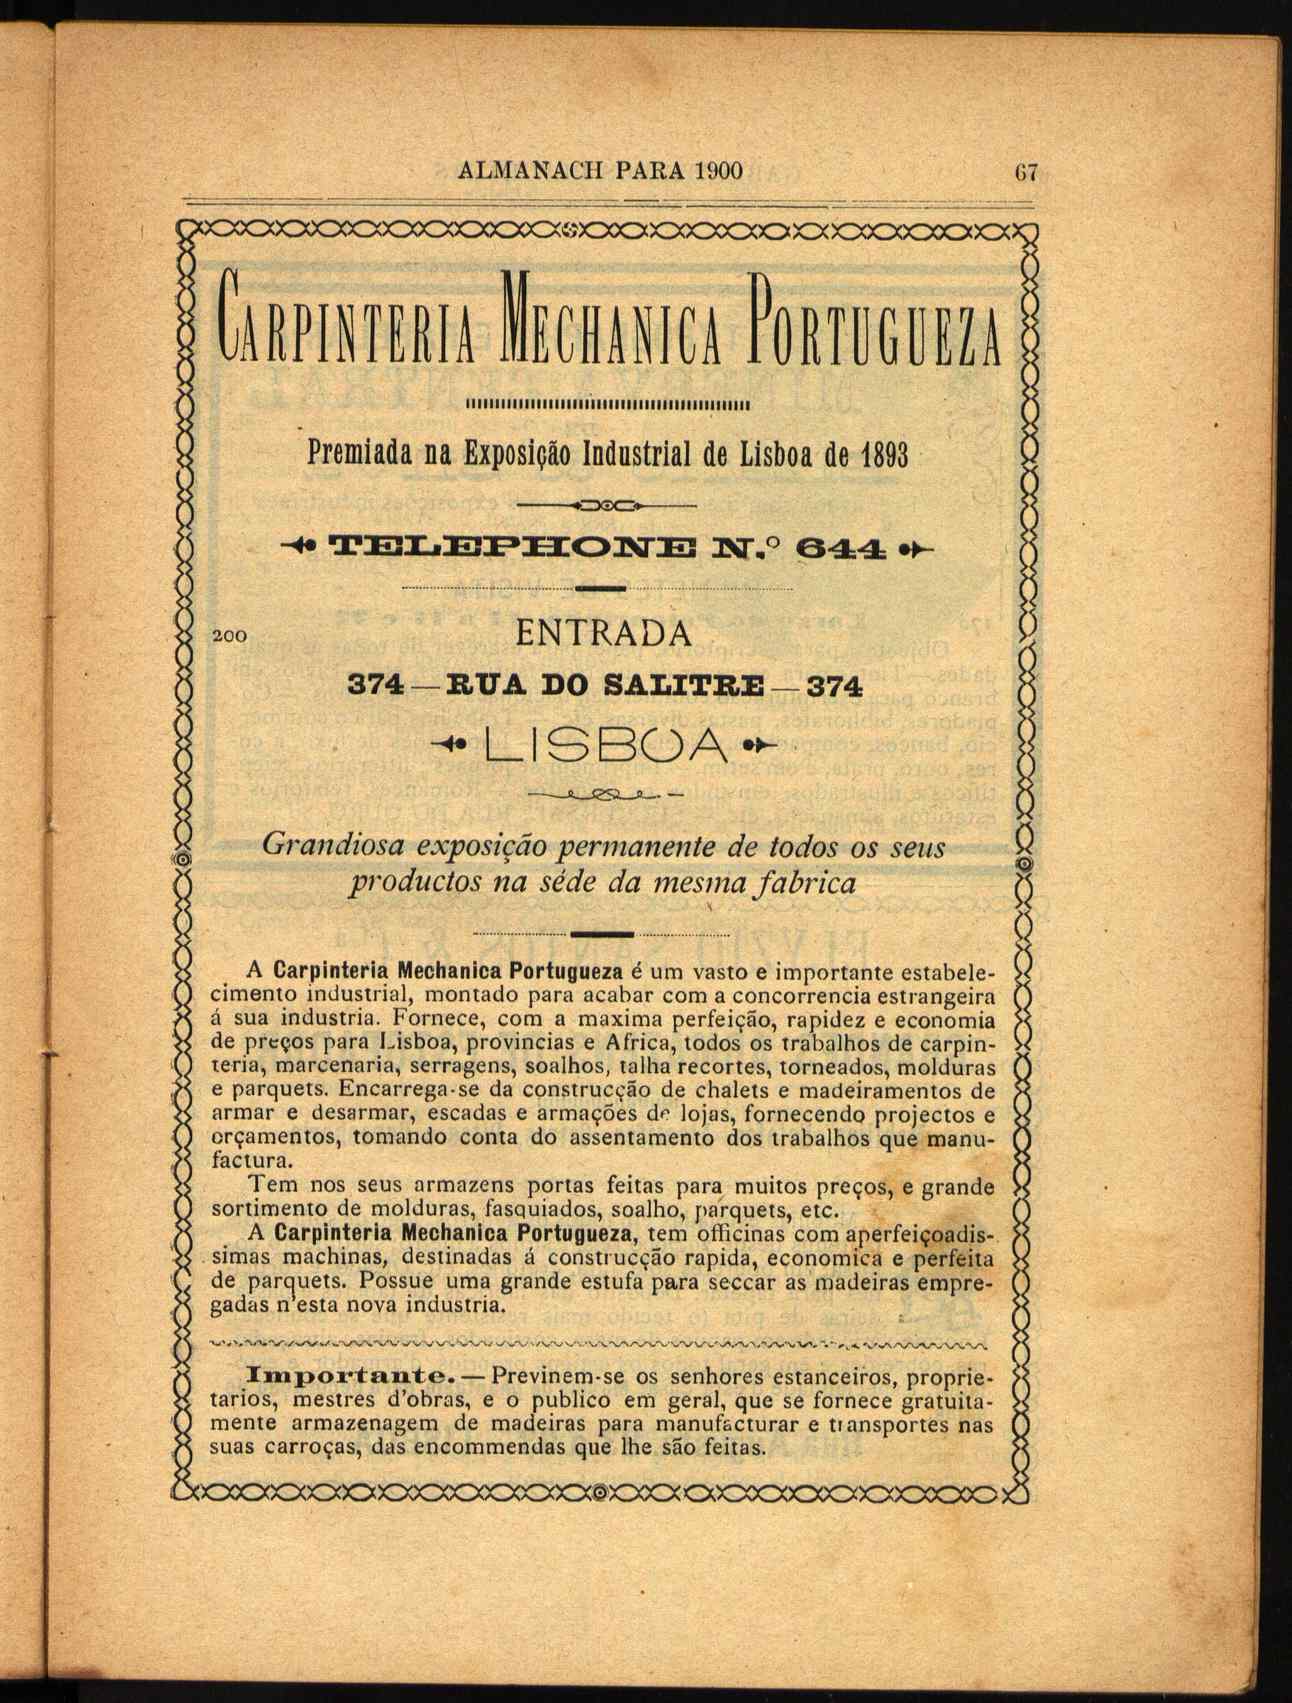 ALMANACH PARA 1900 67
CARPINTERIA MECHANICA PORTUGUEZA
Premiada na Exposição Industrial de Lisboa de 1893
TELEPHONE N.º 644
200 ENTRADA
374—RUA DO SALITRE—374
LISBOA
Grandiosa exposição permanente de todos os seus
productos na séde da mesma fabrica
A Carpinteria Mechanica Portugueza é um vasto e importante estabele-
cimento industrial, montado para acabar com a concorrencia estrangeira
á sua industria. Fornece, com a maxima perfeição, rapidez e economia
de preços para Lisboa, provincias e Africa, todos os trabalhos de carpin-
teria, marcenaria, serragens, soalhos, talha recortes, torneados, molduras
e parquets. Encarrega-se da construcção de chalets e madeiramentos de
armar e desarmar, escadas e armações de lojas, fornecendo projectos e
orçamentos, tomando conta do assentamento dos trabalhos que manu-
factura.
Tem nos seus armazens portas feitas para muitos preços, e grande
sortimento de molduras, fasquiados, soalho, parquets, etc.
A Carpinteria Mechanica Portugueza, tem officinas com aperfeiçoadis-
simas machinas, destinadas á construcção rapida, economica e perfeita
de parquets. Possue uma grande estufa para seccar as madeiras empre-
gadas n'esta nova industria.
Importante.—Previnem-se os senhores estanceiros, proprie-
tarios, mestres d'obras, e o publico em geral, que se fornece gratuita-
mente armazenagem de madeiras para manufacturar e transportes nas
suas carroças, das encommendas que lhe são feitas.